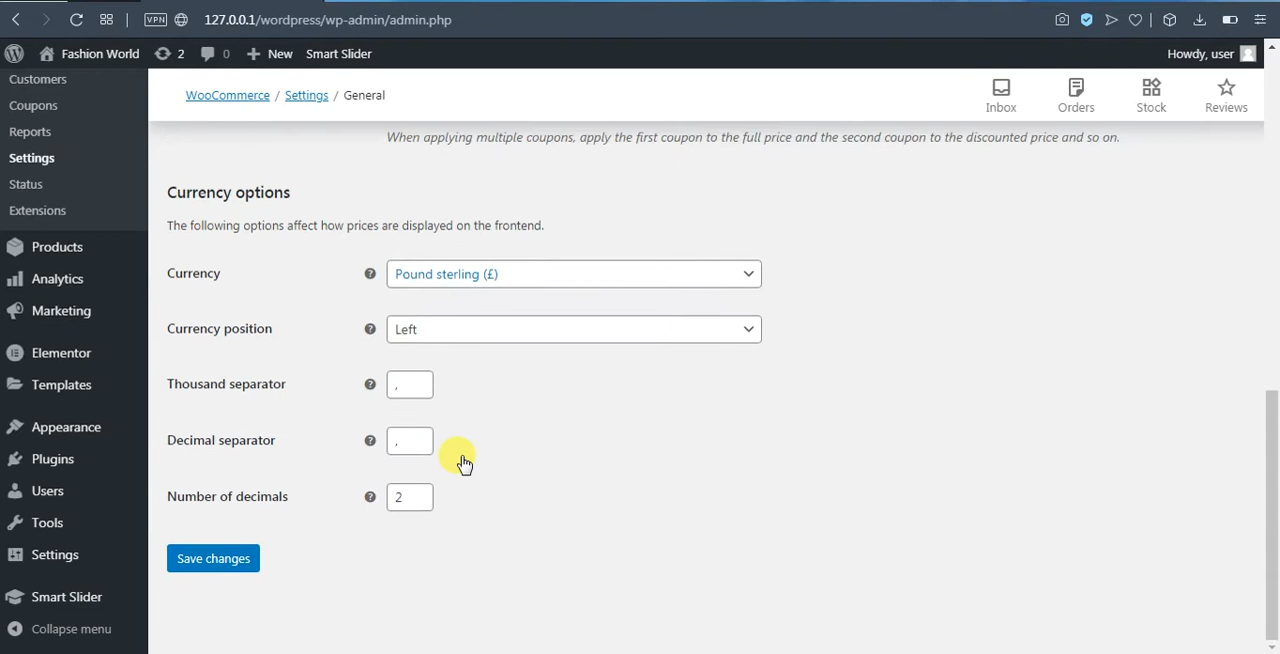 VPN 127.0.0.1/wordpress/wp-admin/admin.php
Fashion World 2 0 New Smart Slider Howdy, user
Customers
Coupons
Reports
Settings
Status
Extensions
Products
Analytics
Marketing
Elementor
Templates
Appearance
Plugins
Users
Tools
Settings
Smart Slider
Collapse menu
WooCommerce / Settings / General
Inbox Orders Stock Reviews
When applying multiple coupons, apply the first coupon to the full price and the second coupon to the discounted price and so on.
Currency options
The following options affect how prices are displayed on the frontend.
Currency ? Pound sterling (£)
Currency position ? Left
Thousand separator ? ,
Decimal separator ? ,
Number of decimals ? 2
Save changes